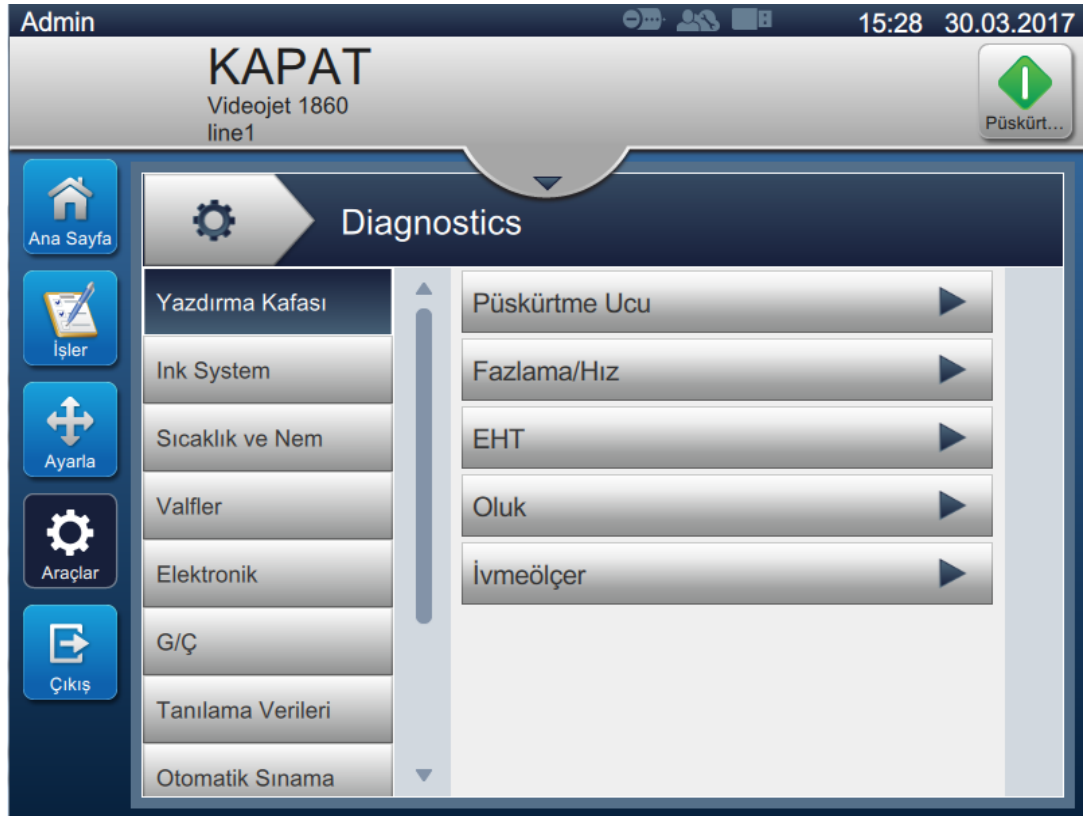 Admin
15:28 30.03.2017
KAPAT
Videojet 1860
line1
Püskürt...
Diagnostics
Ana Sayfa
İşler
Ayarla
Araçlar
Çıkış
Yazdırma Kafası
Ink System
Sıcaklık ve Nem
Valfler
Elektronik
G/Ç
Tanılama Verileri
Otomatik Sınama
Püskürtme Ucu
Fazlama/Hız
EHT
Oluk
İvmeölçer